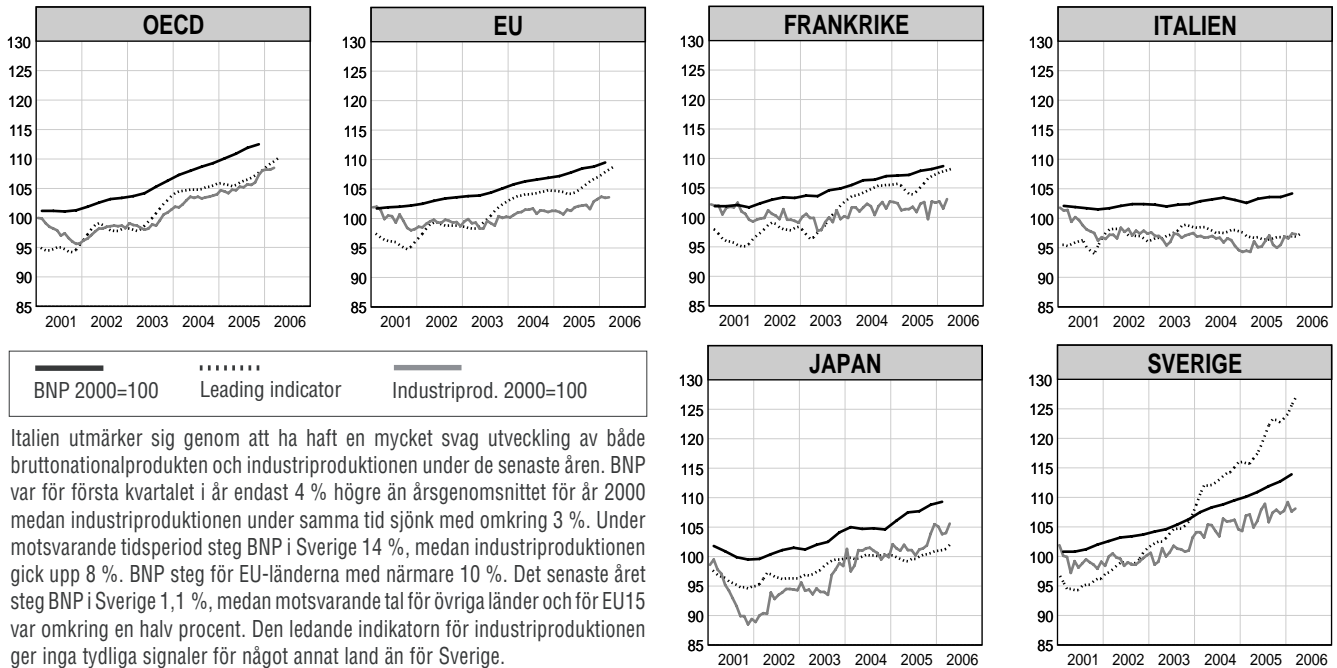 OECD
130
125
120
115
110
105
100
95
90
85
2001 2002 2003 2004 2005 2006
EU
130
125
120
115
110
105
100
95
90
85
2001 2002 2003 2004 2005 2006
FRANKRIKE
130
125
120
115
110
105
100
95
90
85
2001 2002 2003 2004 2005 2006
ITALIEN
130
125
120
115
110
105
100
95
90
85
2001 2002 2003 2004 2005 2006
BNP 2000=100 Leading indicator Industriprod. 2000=100
Italien utmärker sig genom att ha haft en mycket svag utveckling av både
bruttonationalprodukten och industriproduktionen under de senaste åren. BNP
var för första kvartalet i år endast 4 % högre än årsgenomsnittet för år 2000
medan industriproduktionen under samma tid sjönk med omkring 3 %. Under
motsvarande tidsperiod steg BNP i Sverige 14 %, medan industriproduktionen
gick upp 8 %. BNP steg för EU-länderna med närmare 10 %. Det senaste året
steg BNP i Sverige 1,1 %, medan motsvarande tal för övriga länder och för EU15
var omkring en halv procent. Den ledande indikatorn för industriproduktionen
ger inga tydliga signaler för något annat land än för Sverige.
JAPAN
130
125
120
115
110
105
100
95
90
85
2001 2002 2003 2004 2005 2006
SVERIGE
130
125
120
115
110
105
100
95
90
85
2001 2002 2003 2004 2005 2006